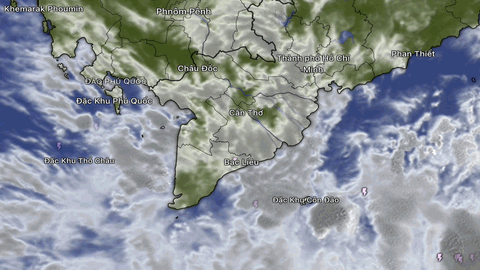 Khemarak Phoumin
Phnom Penh
Thành phố Hồ Chí
Minh
Phan Thiết
Châu Đốc
ĐẢO PHÚ QUỐC
Đặc Khu Phú Quốc
Cần Thơ
Đặc Khu Thổ Châu
Bạc Liêu
Đặc Khu Côn Đảo